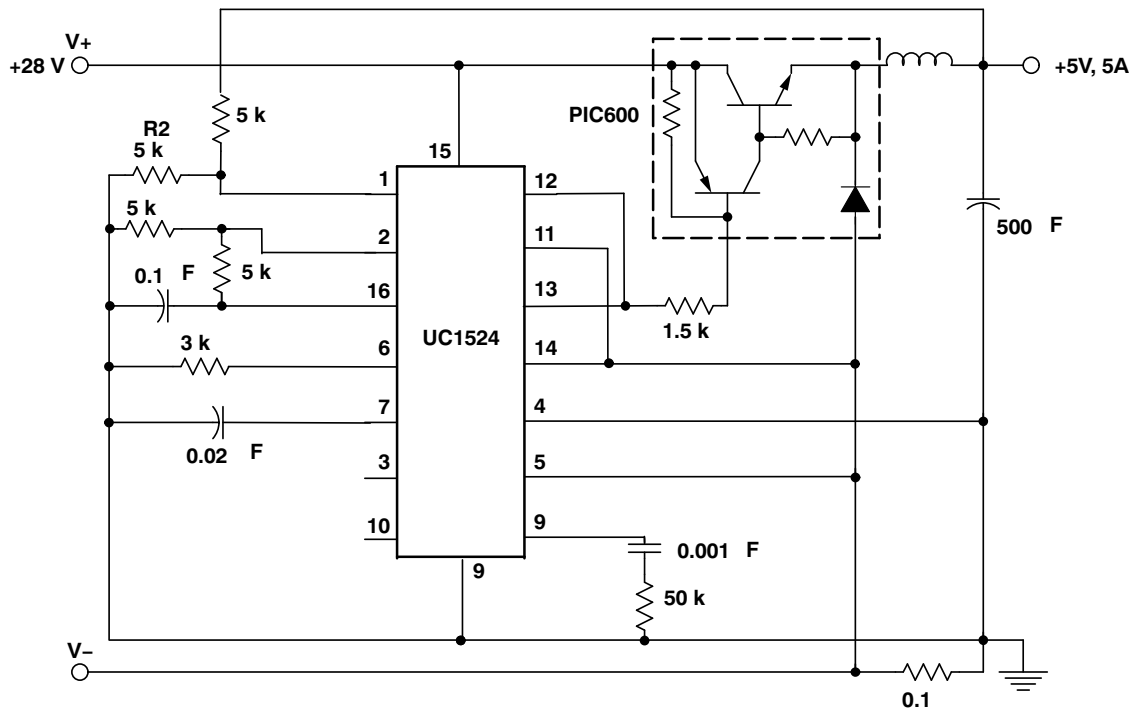 V+
+28 V
+5V, 5A
5 k
PIC600
R2
5 k
15
1
12
5 k
11
2
500 F
0.1 F
5 k
13
16
1.5 k
UC1524
3 k
14
6
4
7
0.02 F
5
3
9
10
0.001 F
9
50 k
V−
0.1